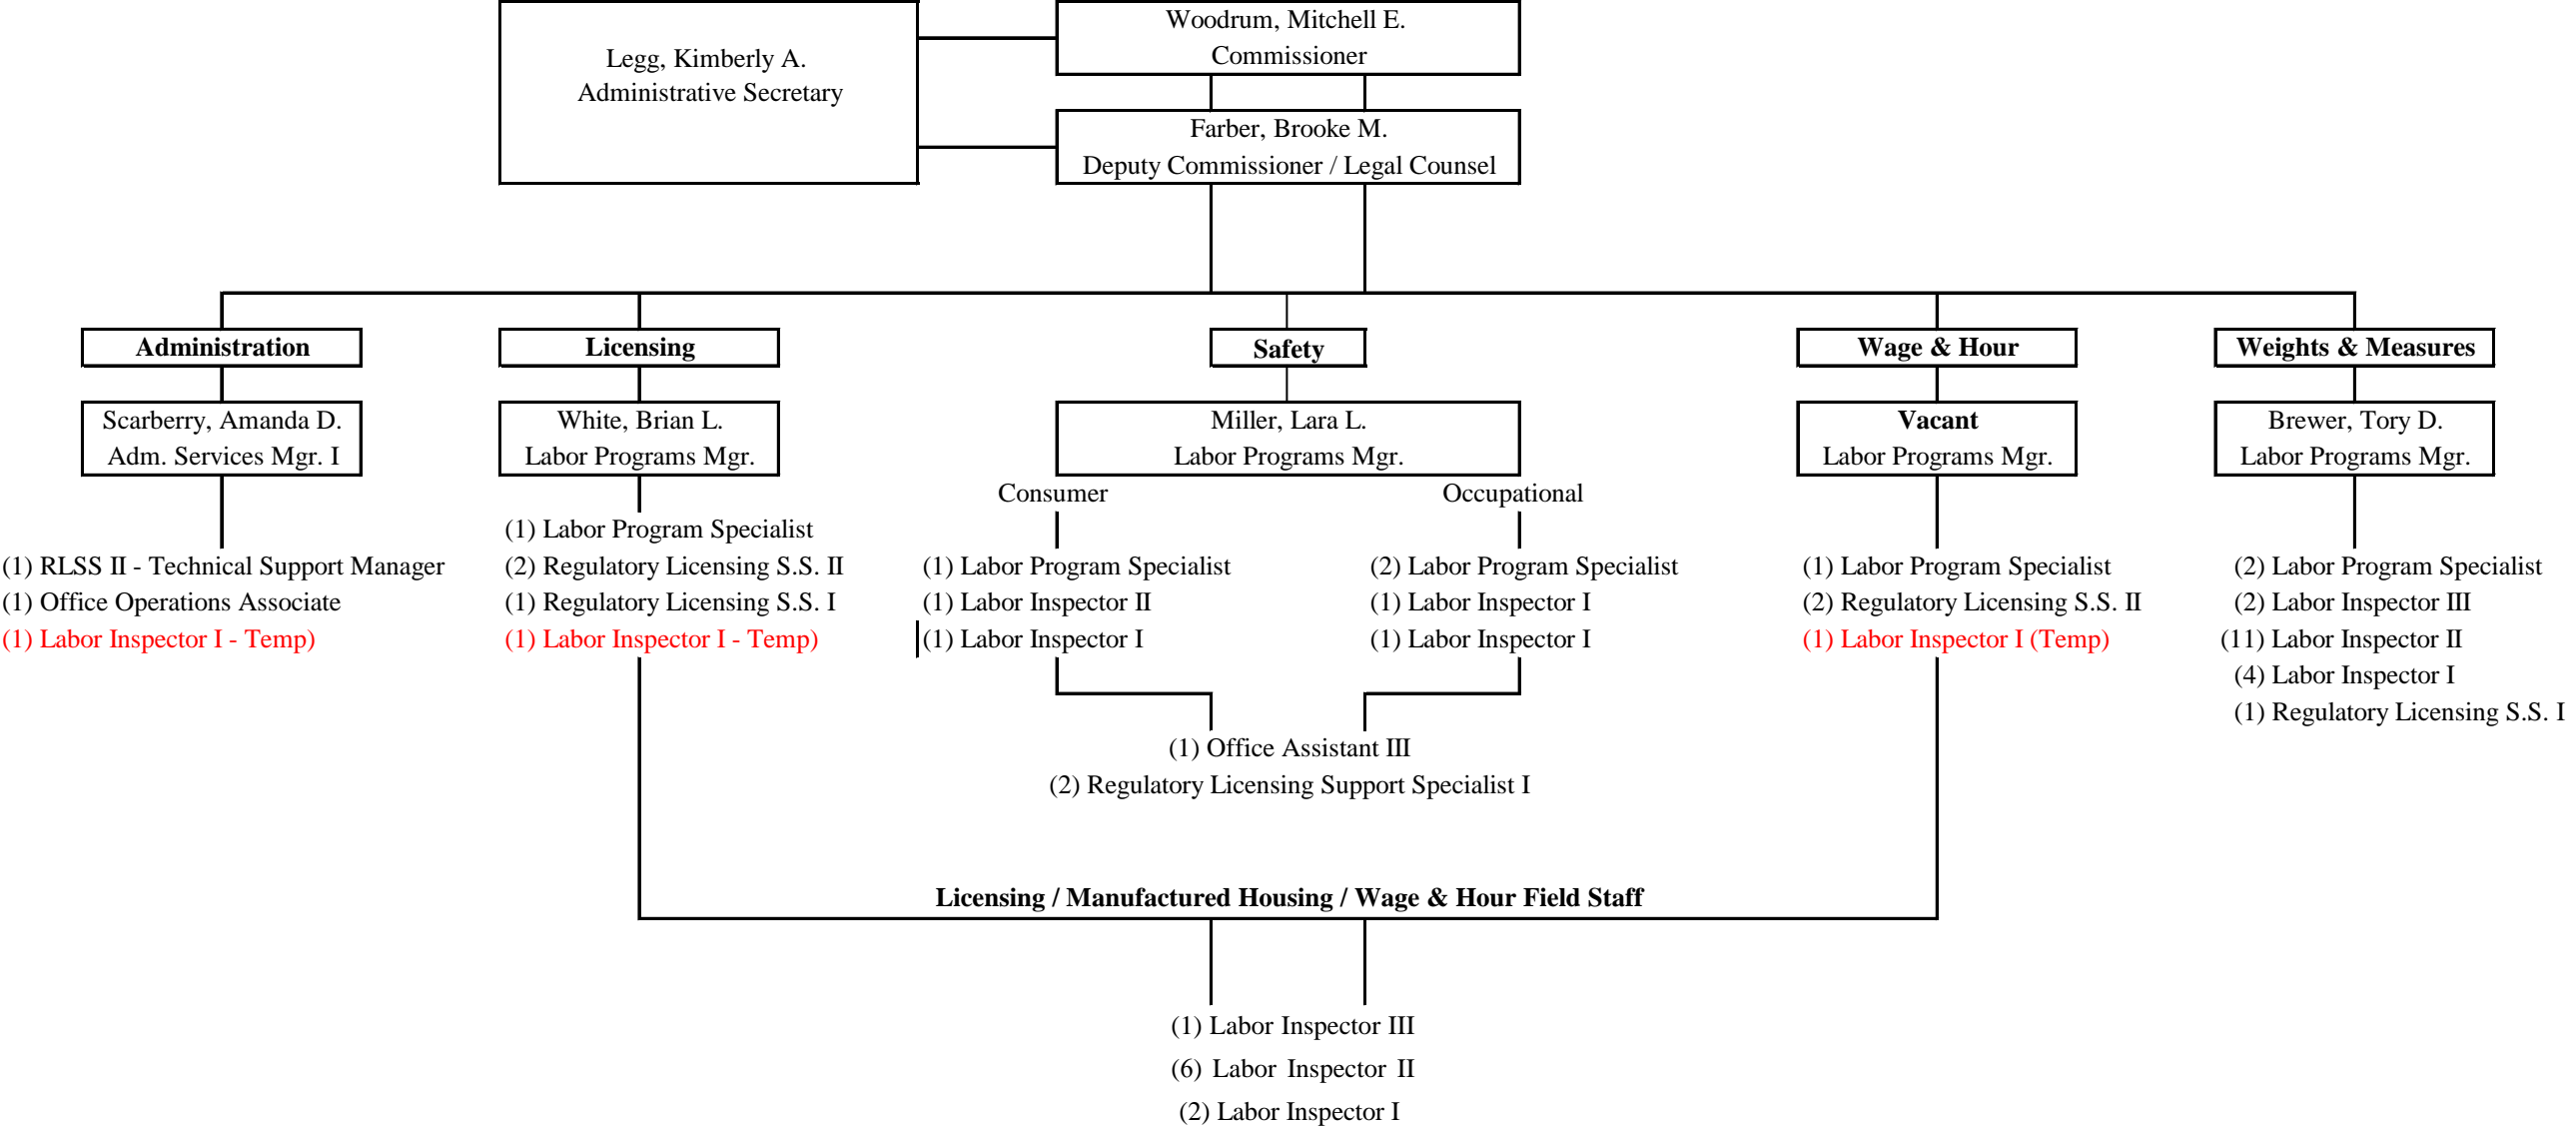 Legg, Kimberly A.
Administrative Secretary
Woodrum, Mitchell E.
Commissioner
Farber, Brooke M.
Deputy Commissioner / Legal Counsel
Administration
Scarberry, Amanda D.
Adm. Services Mgr. I
(1) RLSS II - Technical Support Manager
(1) Office Operations Associate
(1) Labor Inspector I - Temp)
Licensing
White, Brian L.
Labor Programs Mgr.
(1) Labor Program Specialist
(2) Regulatory Licensing S.S. II
(1) Regulatory Licensing S.S. I
(1) Labor Inspector I - Temp)
Safety
Miller, Lara L.
Labor Programs Mgr.
Consumer
(1) Labor Program Specialist
(1) Labor Inspector II
(1) Labor Inspector I
Occupational
(2) Labor Program Specialist
(1) Labor Inspector I
(1) Labor Inspector I
(1) Office Assistant III
(2) Regulatory Licensing Support Specialist I
Wage & Hour
Vacant
Labor Programs Mgr.
(1) Labor Program Specialist
(2) Regulatory Licensing S.S. II
(1) Labor Inspector I (Temp)
Weights & Measures
Brewer, Tory D.
Labor Programs Mgr.
(2) Labor Program Specialist
(2) Labor Inspector III
(11) Labor Inspector II
(4) Labor Inspector I
(1) Regulatory Licensing S.S. I
Licensing / Manufactured Housing / Wage & Hour Field Staff
(1) Labor Inspector III
(6) Labor Inspector II
(2) Labor Inspector I